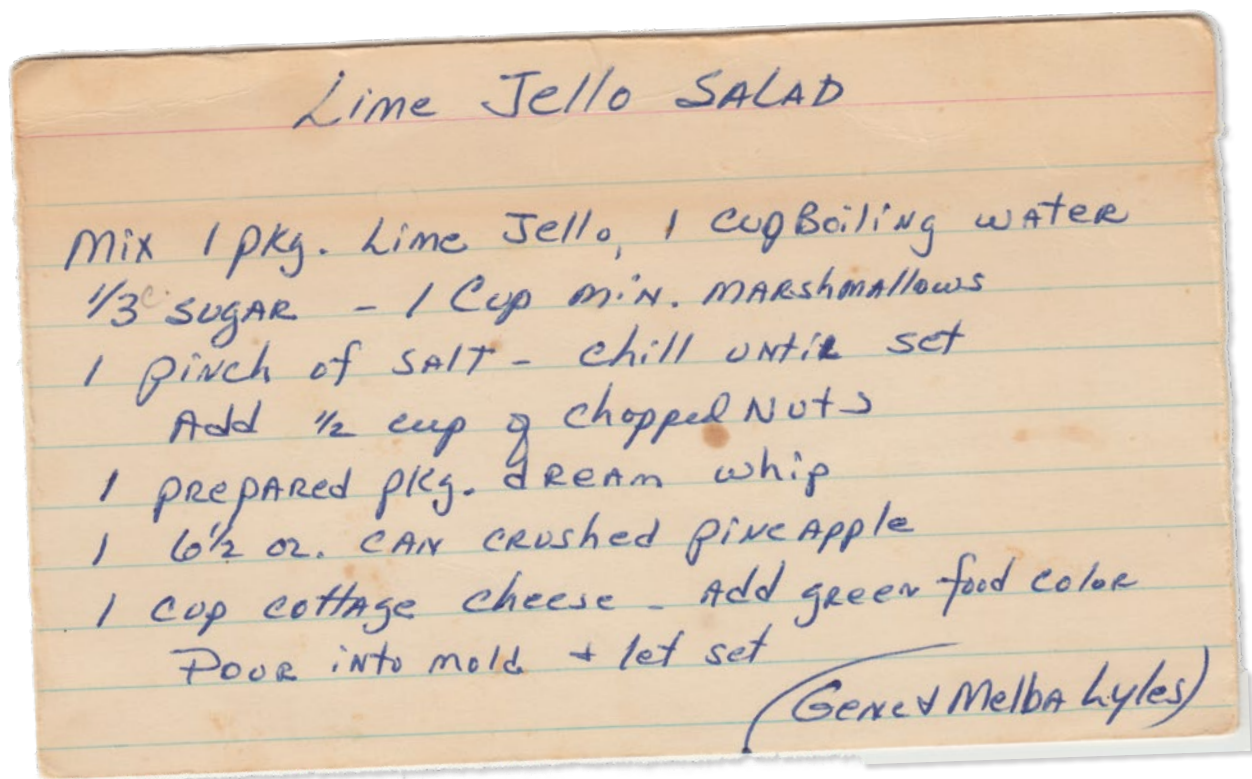 Lime Jello SALAD
Mix 1 pkg. Lime Jello, 1 cup Boiling water
1/3 c. sugar - 1 Cup min. marshmallows
1 pinch of salt - chill until set
Add 1/2 cup of chopped Nuts
1 prepared pkg. dream whip
1 6 1/2 oz. can crushed pineapple
1 cup cottage cheese - Add green food color
Pour into mold + let set
(Gene & Melba Lyles)